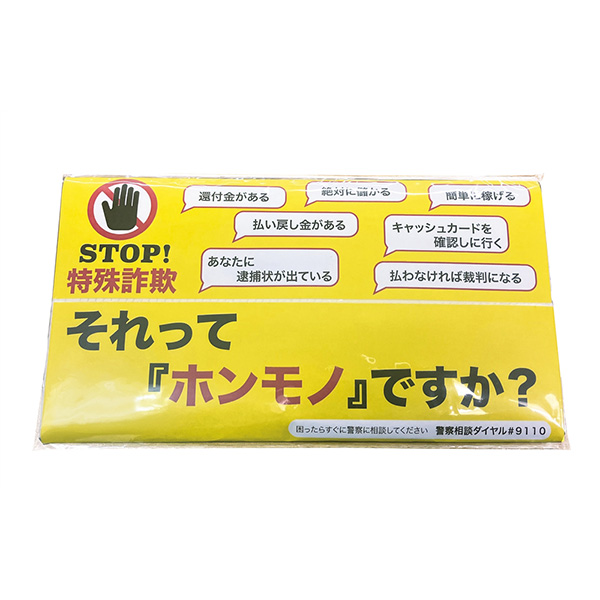 還付金がある
絶対に儲かる
簡単に稼げる
払い戻し金がある
キャッシュカードを
確認しに行く
STOP!
特殊詐欺
あなたに
逮捕状が出ている
払わなければ裁判になる
それって
『ホンモノ』ですか?
困ったらすぐに警察に相談してください 警察相談ダイヤル#9110